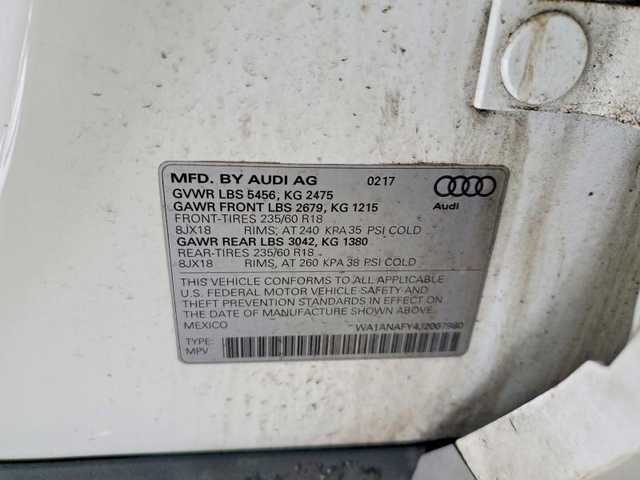 MFD. BY AUDI AG 02 17
GVWR LBS 5456, KG 2475
GAWR FRONT LBS 2679, KG 1215
FRONT-TIRES 235/60 R18
8JX18 RIMS, AT 240 KPA 35 PSI COLD
GAWR REAR LBS 3042, KG 1380
REAR-TIRES 235/60 R18
8JX18 RIMS, AT 260 KPA 38 PSI COLD
Audi
THIS VEHICLE CONFORMS TO ALL APPLICABLE
U.S. FEDERAL MOTOR VEHICLE SAFETY AND
THEFT PREVENTION STANDARDS IN EFFECT ON
THE DATE OF MANUFACTURE SHOWN ABOVE.
MEXICO
WA1ANAFY4J2007980
TYPE:
MPV